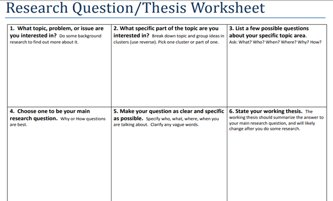 Research Question/Thesis Worksheet
1. What topic, problem, or issue are
you interested in? Do some background
research to find out more about it.
2. What specific part of the topic are you
interested in? Break down topic and group ideas in
clusters (use reverse). Pick one cluster or part of one.
3. List a few possible questions
about your specific topic area.
Ask: What? Who? When? Where? Why? How?
4. Choose one to be your main
research question. Why or How questions
are best.
5. Make your question as clear and specific
as possible. Specify who, what, where, when you
are talking about. Clarify any vague words.
6. State your working thesis. The
working thesis should summarize the answer to
your main research question, and will likely
change after you do some research.